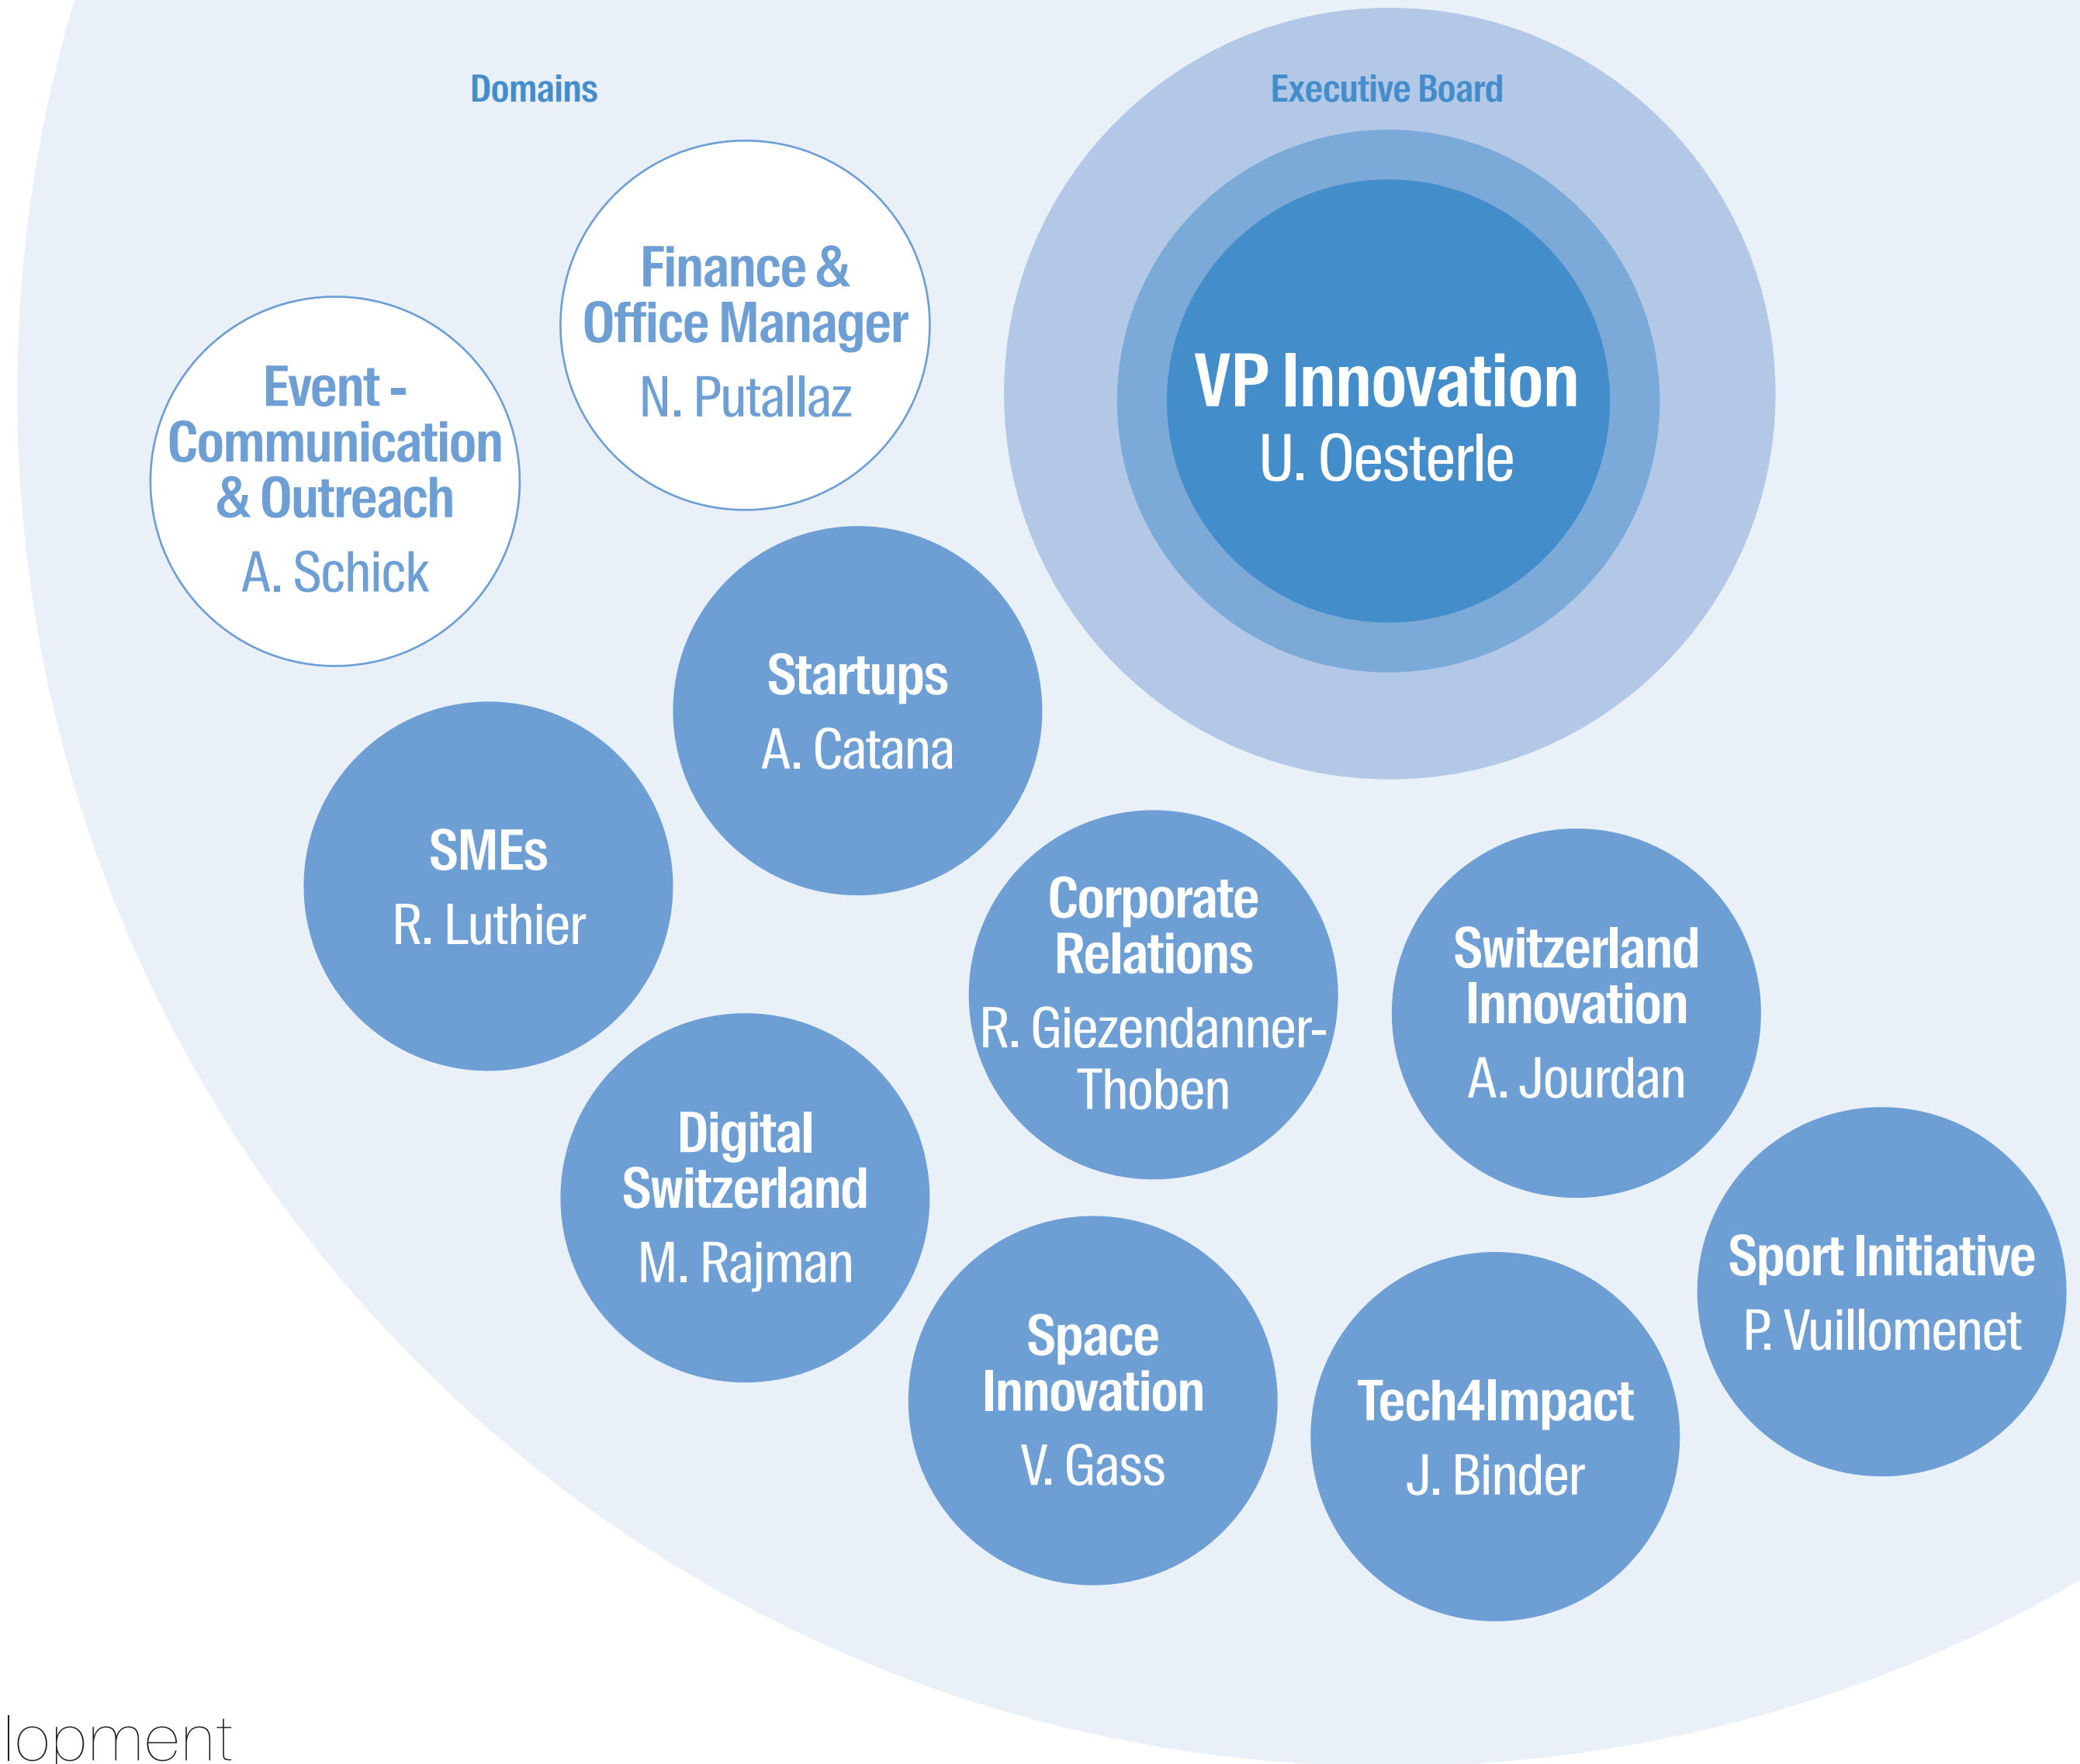 Domains
Executive Board
Finance &
Office Manager
N. Putallaz
VP Innovation
U. Oesterle
Event -
Communication
& Outreach
A. Schick
Startups
A. Catana
SMEs
R. Luthier
Corporate
Relations
R. Giezendanner-
Thoben
Switzerland
Innovation
A. Jourdan
Digital
Switzerland
M. Rajman
Sport Initiative
P. Vuillomenet
Space
Innovation
V. Gass
Tech4Impact
J. Binder
lopment